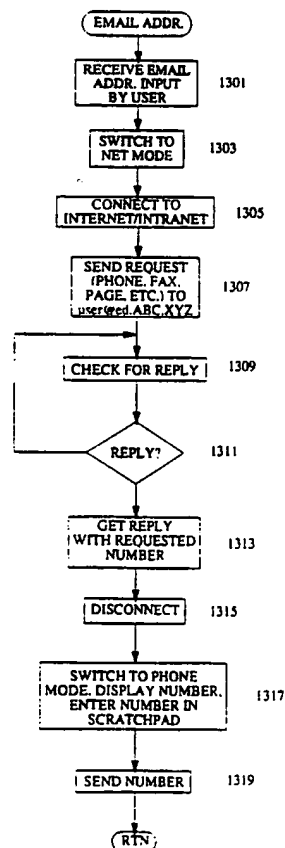 EMAIL ADDR.
RECEIVE EMAIL
ADDR. INPUT
BY USER
1301
SWITCH TO
NET MODE
1303
CONNECT TO
INTERNET/INTRANET
1305
SEND REQUEST
(PHONE, FAX,
PAGE, ETC.) TO
user@ed.ABC.XYZ
1307
CHECK FOR REPLY
1309
REPLY?
1311
GET REPLY
WITH REQUESTED
NUMBER
1313
DISCONNECT
1315
SWITCH TO PHONE
MODE, DISPLAY NUMBER,
ENTER NUMBER IN
SCRATCHPAD
1317
SEND NUMBER
1319
RTN